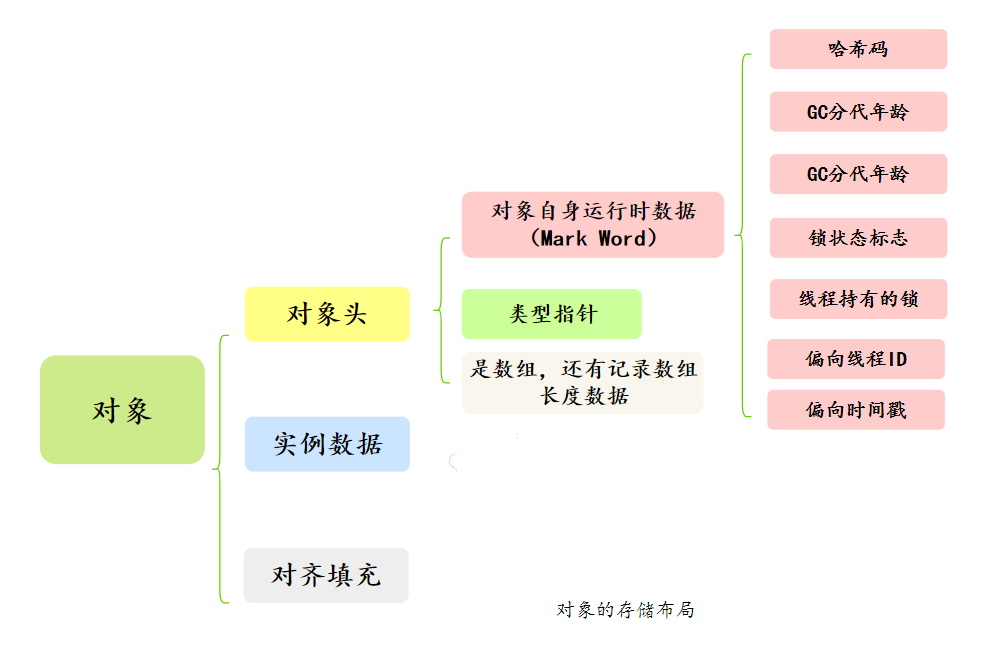 对象
对象头
实例数据
对齐填充
对象自身运行时数据
（Mark Word）
类型指针
是数组，还有记录数组
长度数据
哈希码
GC分代年龄
GC分代年龄
锁状态标志
线程持有的锁
偏向线程ID
偏向时间戳
对象的存储布局